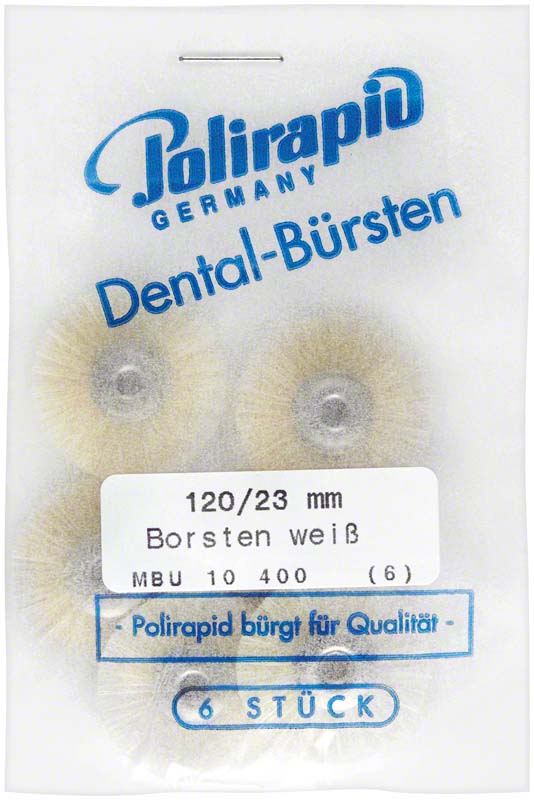 Polirapid
GERMANY
Dental-Bürsten
120/23 mm
Borsten weiß
MBU 10 400 (6)
- Polirapid bürgt für Qualität -
6 STÜCK